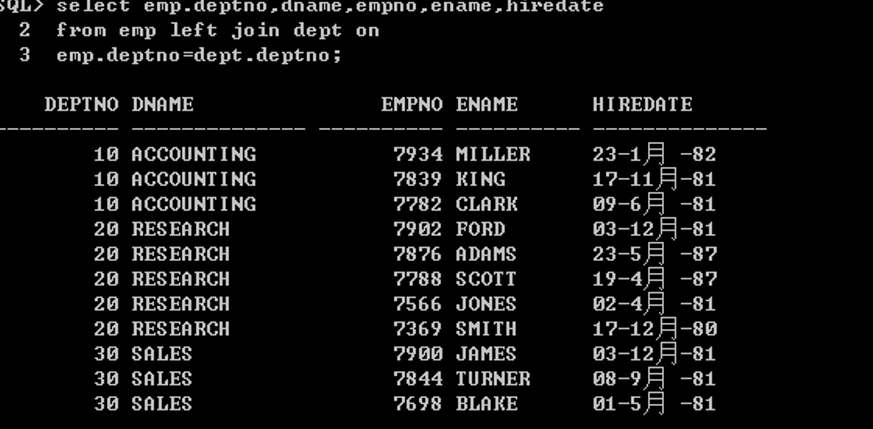 SQL> select emp.deptno,dname,empno,ename,hiredate
2 from emp left join dept on
3 emp.deptno=dept.deptno;
DEPTNO DNAME EMPNO ENAME HIREDATE
---------- -------------- ---------- ---------- --------------
10 ACCOUNTING 7934 MILLER 23-1月 -82
10 ACCOUNTING 7839 KING 17-11月-81
10 ACCOUNTING 7782 CLARK 09-6月 -81
20 RESEARCH 7902 FORD 03-12月-81
20 RESEARCH 7876 ADAMS 23-5月 -87
20 RESEARCH 7788 SCOTT 19-4月 -87
20 RESEARCH 7566 JONES 02-4月 -81
20 RESEARCH 7369 SMITH 17-12月-80
30 SALES 7900 JAMES 03-12月-81
30 SALES 7844 TURNER 08-9月 -81
30 SALES 7698 BLAKE 01-5月 -81